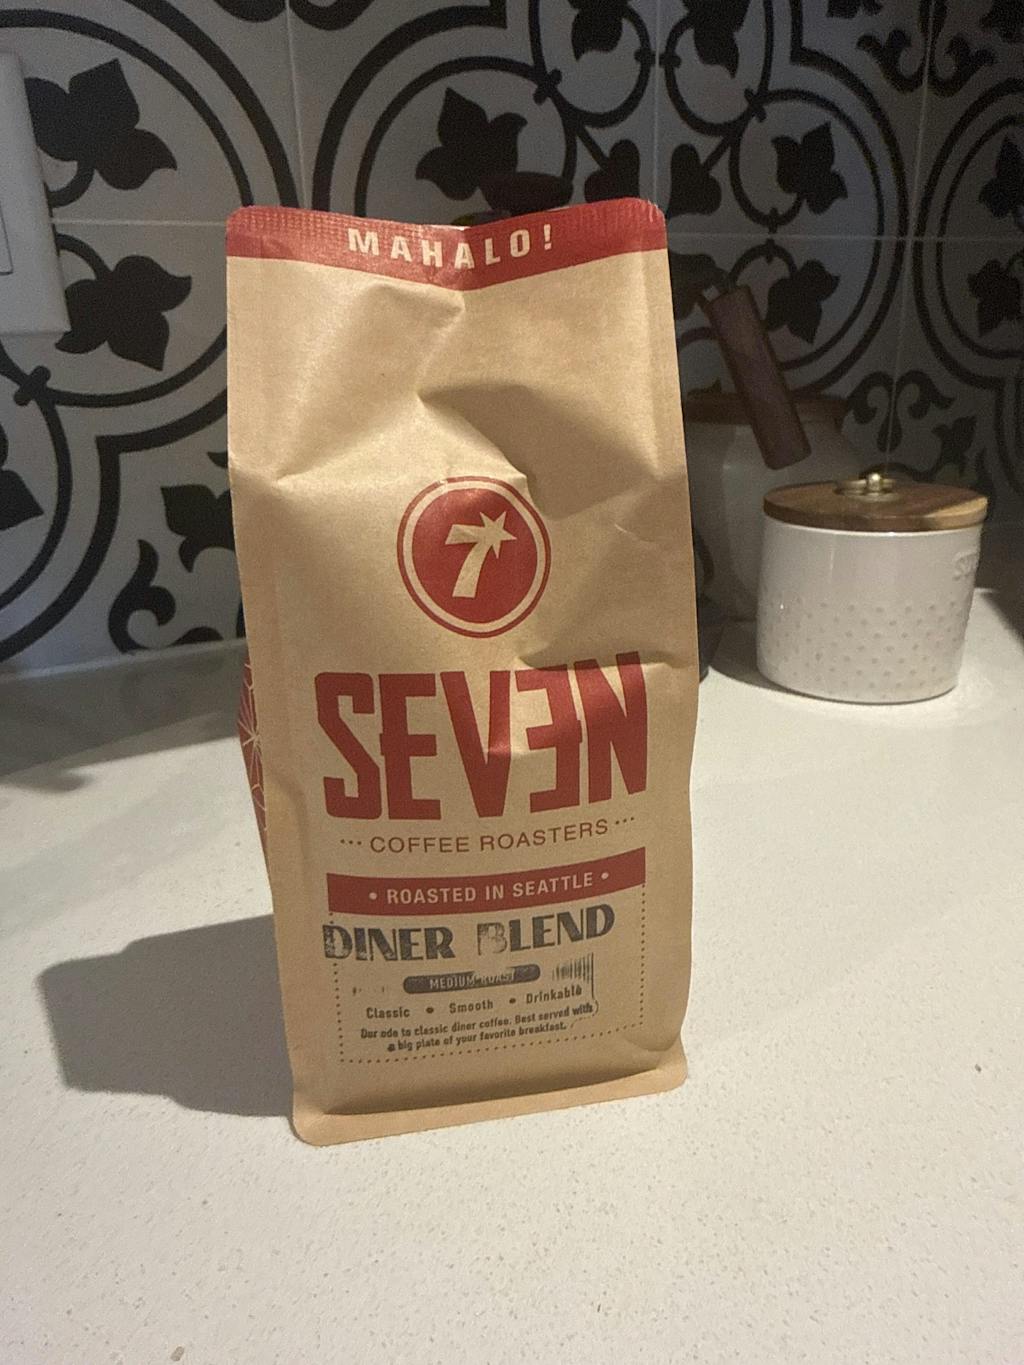 MAHALO!
7
SEVEN
COFFEE ROASTERS
• ROASTED IN SEATTLE •
DINER BLEND
MEDIUM ROAST
Classic • Smooth • Drinkable
Our ode to classic diner coffee. Best served with
a big plate of your favorite breakfast.